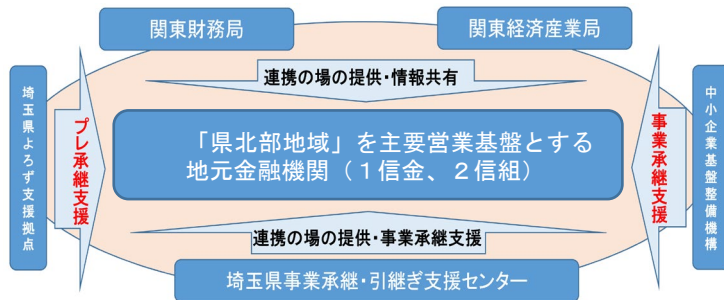 関東財務局
関東経済産業局
連携の場の提供・情報共有
埼玉県よろず支援拠点
プレ承継支援
「県北部地域」を主要営業基盤とする
地元金融機関（１信金、２信組）
事業承継支援
中小企業基盤整備機構
連携の場の提供・事業承継支援
埼玉県事業承継・引継ぎ支援センター